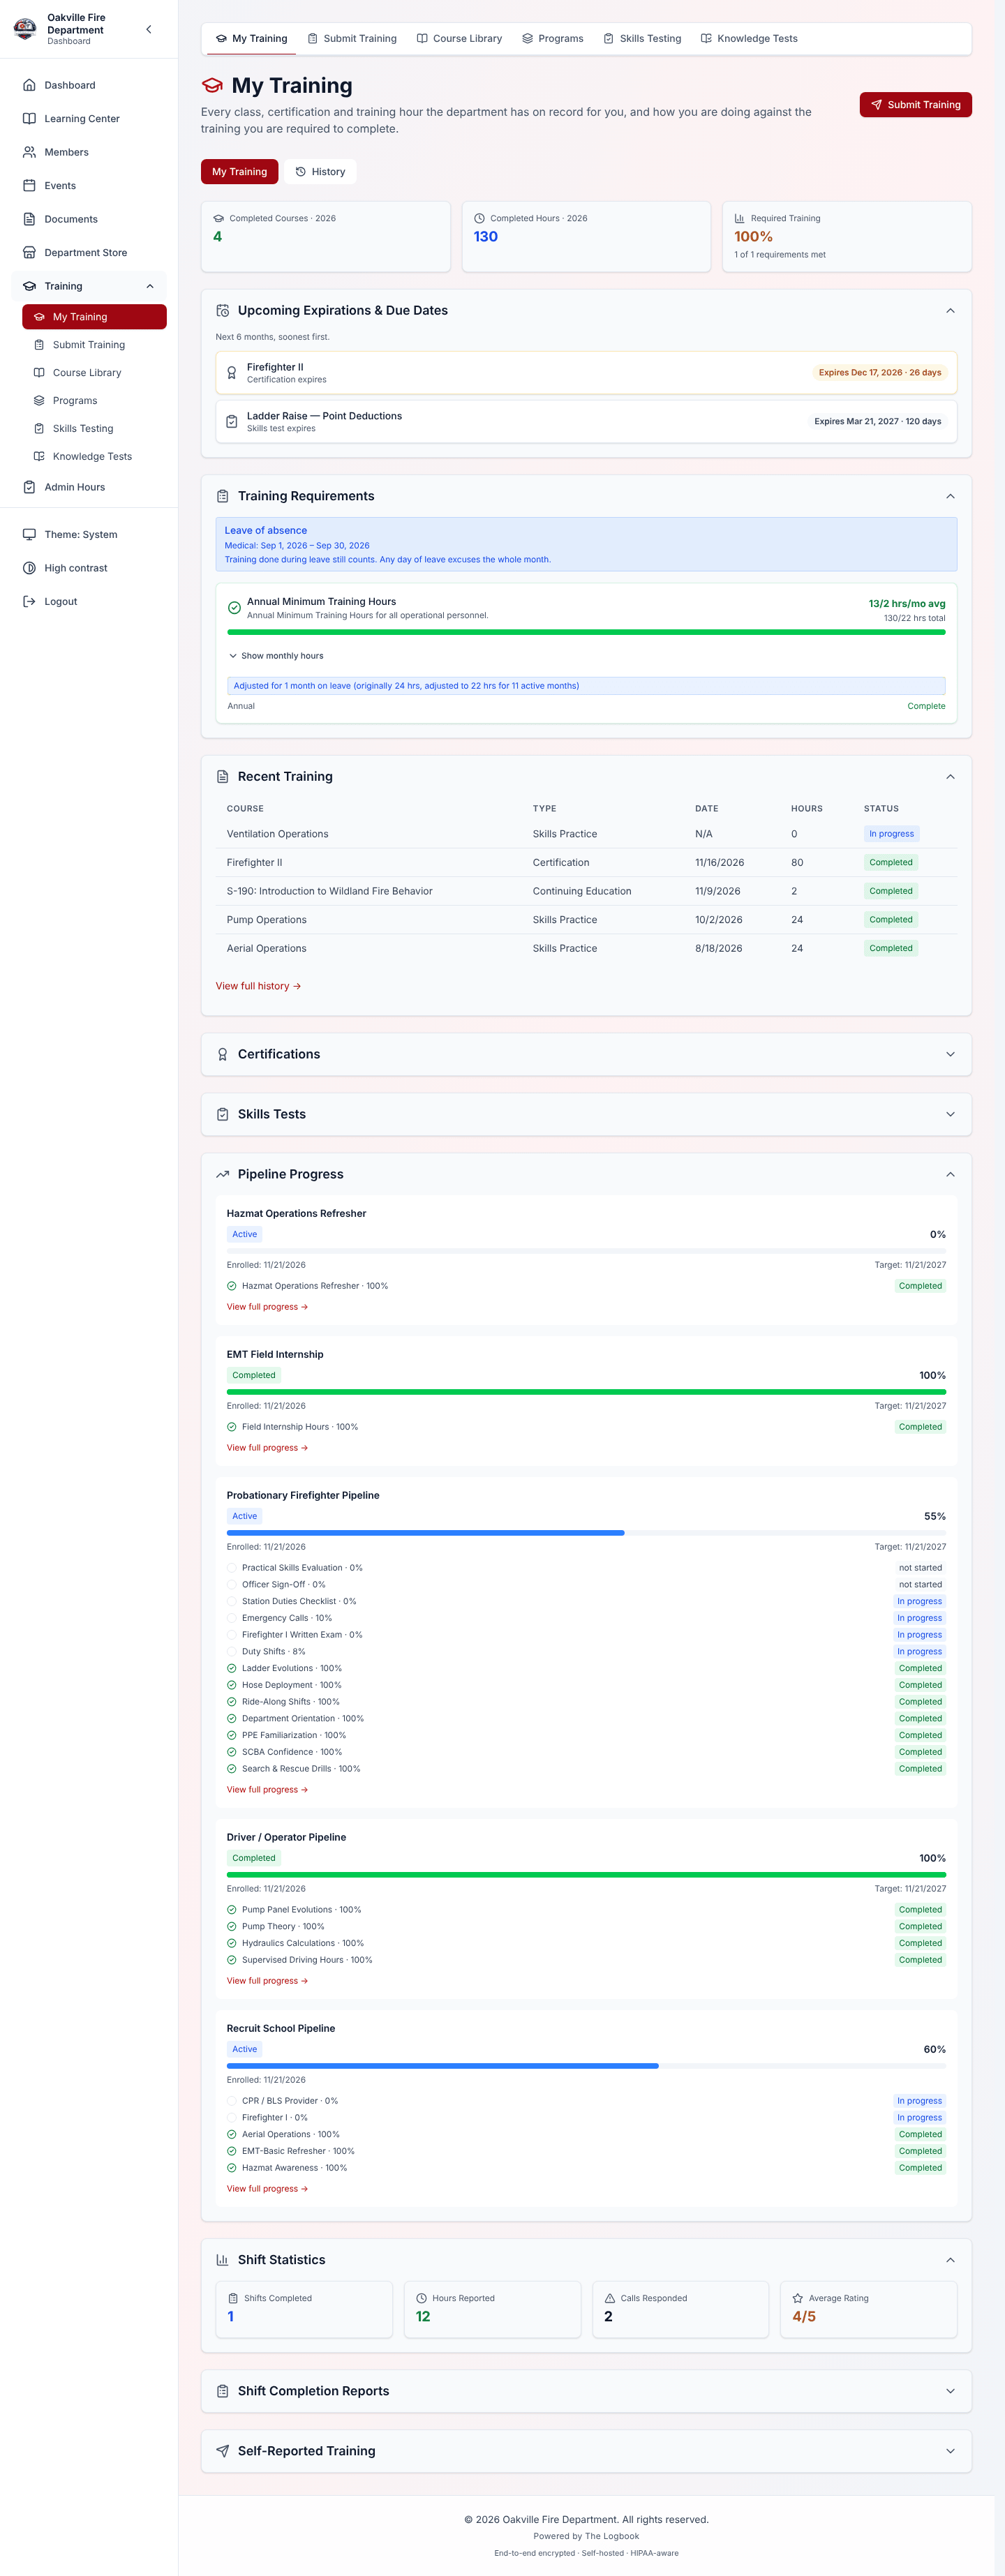 Oakville Fire
Department
Dashboard
Dashboard
Learning Center
Members
Events
Documents
Department Store
Training
My Training
Submit Training
Course Library
Programs
Skills Testing
Knowledge Tests
Admin Hours
Theme: System
High contrast
Logout
My Training Submit Training Course Library Programs Skills Testing Knowledge Tests
My Training
Every class, certification and training hour the department has on record for you, and how you are doing against the
training you are required to complete.
Submit Training
My Training History
Completed Courses · 2026
4
Completed Hours · 2026
130
Required Training
100%
1 of 1 requirements met
Upcoming Expirations & Due Dates
Next 6 months, soonest first.
Firefighter II
Certification expires
Expires Dec 17, 2026 · 26 days
Ladder Raise — Point Deductions
Skills test expires
Expires Mar 21, 2027 · 120 days
Training Requirements
Leave of absence
Medical: Sep 1, 2026 – Sep 30, 2026
Training done during leave still counts. Any day of leave excuses the whole month.
Annual Minimum Training Hours
Annual Minimum Training Hours for all operational personnel.
13/2 hrs/mo avg
130/22 hrs total
Show monthly hours
Adjusted for 1 month on leave (originally 24 hrs, adjusted to 22 hrs for 11 active months)
Annual Complete
Recent Training
COURSE TYPE DATE HOURS STATUS
Ventilation Operations Skills Practice N/A 0 In progress
Firefighter II Certification 11/16/2026 80 Completed
S-190: Introduction to Wildland Fire Behavior Continuing Education 11/9/2026 2 Completed
Pump Operations Skills Practice 10/2/2026 24 Completed
Aerial Operations Skills Practice 8/18/2026 24 Completed
View full history →
Certifications
Skills Tests
Pipeline Progress
Hazmat Operations Refresher
Active 0%
Enrolled: 11/21/2026 Target: 11/21/2027
Hazmat Operations Refresher · 100% Completed
View full progress →
EMT Field Internship
Completed 100%
Enrolled: 11/21/2026 Target: 11/21/2027
Field Internship Hours · 100% Completed
View full progress →
Probationary Firefighter Pipeline
Active 55%
Enrolled: 11/21/2026 Target: 11/21/2027
Practical Skills Evaluation · 0% not started
Officer Sign-Off · 0% not started
Station Duties Checklist · 0% In progress
Emergency Calls · 10% In progress
Firefighter I Written Exam · 0% In progress
Duty Shifts · 8% In progress
Ladder Evolutions · 100% Completed
Hose Deployment · 100% Completed
Ride-Along Shifts · 100% Completed
Department Orientation · 100% Completed
PPE Familiarization · 100% Completed
SCBA Confidence · 100% Completed
Search & Rescue Drills · 100% Completed
View full progress →
Driver / Operator Pipeline
Completed 100%
Enrolled: 11/21/2026 Target: 11/21/2027
Pump Panel Evolutions · 100% Completed
Pump Theory · 100% Completed
Hydraulics Calculations · 100% Completed
Supervised Driving Hours · 100% Completed
View full progress →
Recruit School Pipeline
Active 60%
Enrolled: 11/21/2026
CPR / BLS Provider · 0% In progress
Firefighter I · 0% In progress
Aerial Operations · 100% Completed
EMT-Basic Refresher · 100% Completed
Hazmat Awareness · 100% Completed
View full progress →
Shift Statistics
Shifts Completed
1
Hours Reported
12
Calls Responded
2
Average Rating
4/5
Shift Completion Reports
Self-Reported Training
© 2026 Oakville Fire Department. All rights reserved.
Powered by The Logbook
End-to-end encrypted · Self-hosted · HIPAA-aware